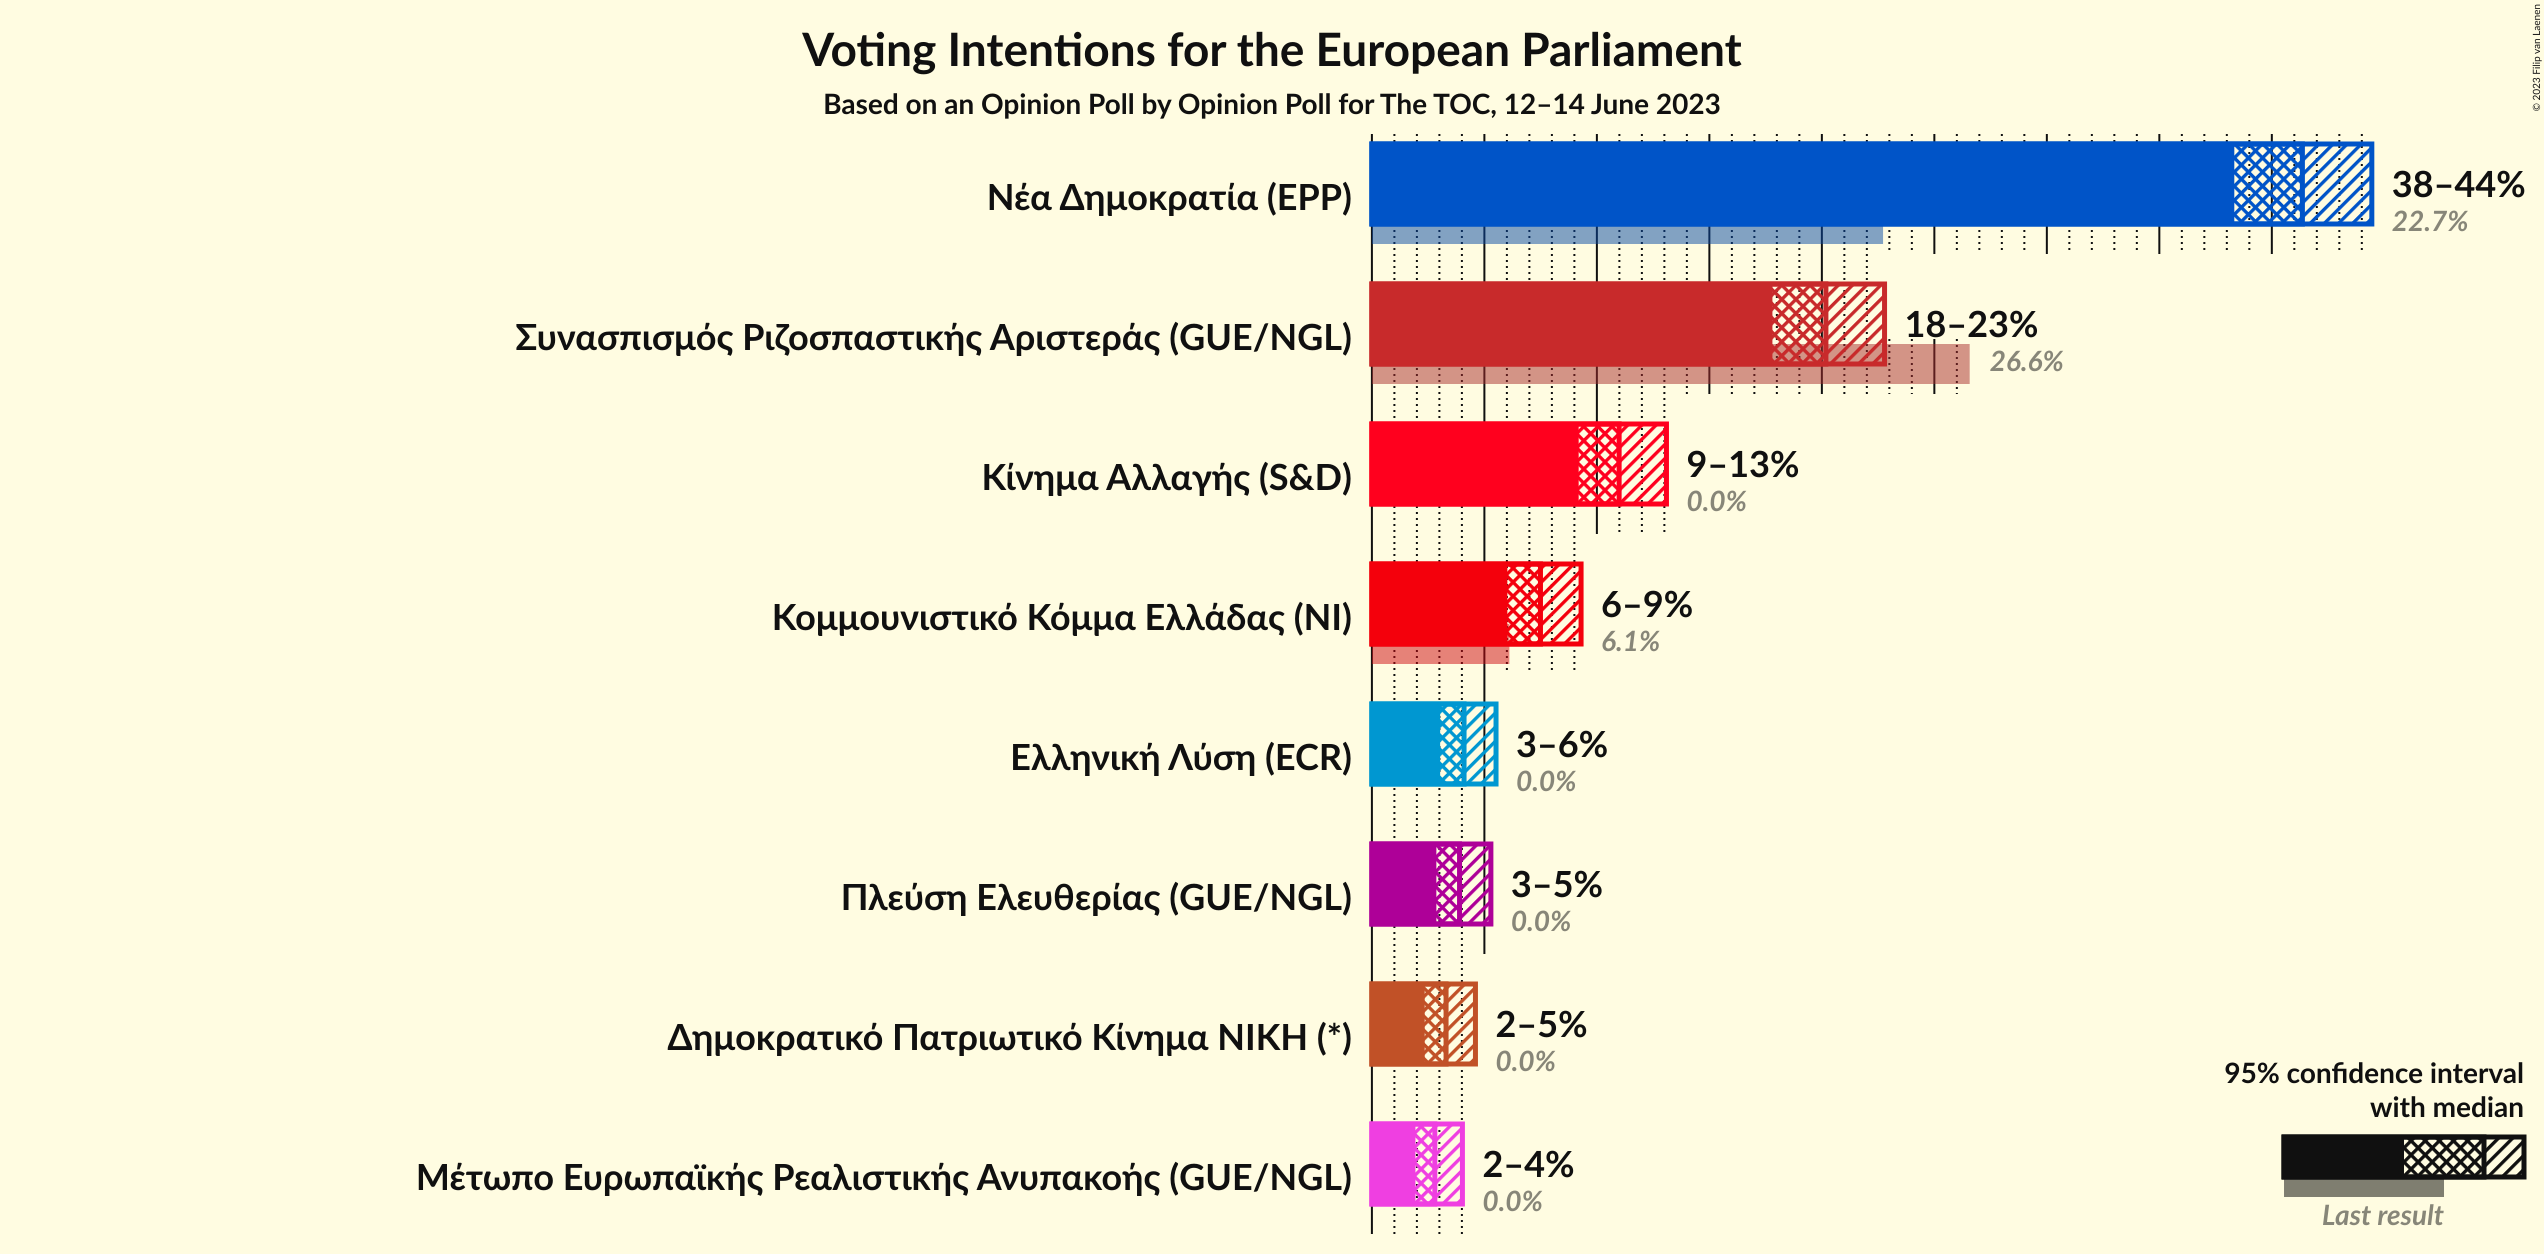 © 2023 Filip van Laenen
Voting Intentions for the European Parliament
Based on an Opinion Poll by Opinion Poll for The TOC, 12–14 June 2023
Νέα Δημοκρατία (EPP)
38–44%
22.7%
Συνασπισμός Ριζοσπαστικής Αριστεράς (GUE/NGL)
18–23%
26.6%
Κίνημα Αλλαγής (S&D)
9–13%
0.0%
Κομμουνιστικό Κόμμα Ελλάδας (NI)
6–9%
6.1%
Ελληνική Λύση (ECR)
3–6%
0.0%
Πλεύση Ελευθερίας (GUE/NGL)
3–5%
0.0%
Δημοκρατικό Πατριωτικό Κίνημα ΝΙΚΗ (*)
2–5%
0.0%
Μέτωπο Ευρωπαϊκής Ρεαλιστικής Ανυπακοής (GUE/NGL)
2–4%
0.0%
95% confidence interval
with median
Last result